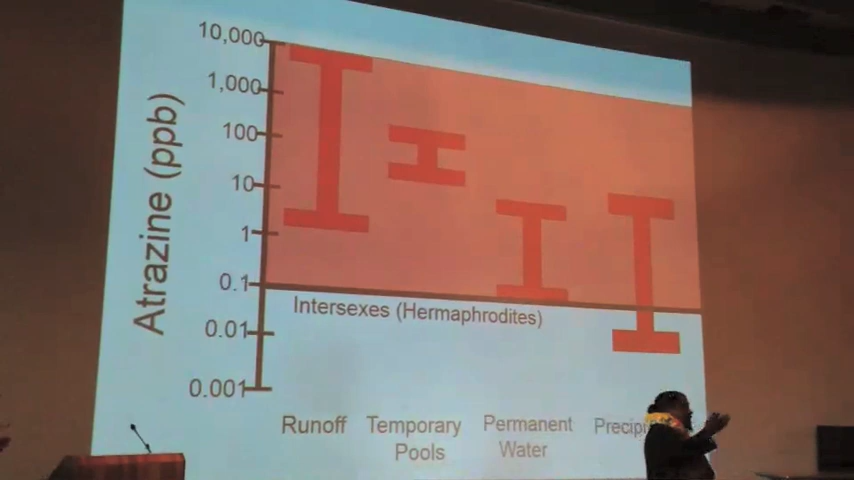 10,000
1,000
100
10
1
0.1
0.01
0.001
Atrazine (ppb)
Intersexes (Hermaphrodites)
Runoff
Temporary
Pools
Permanent
Water